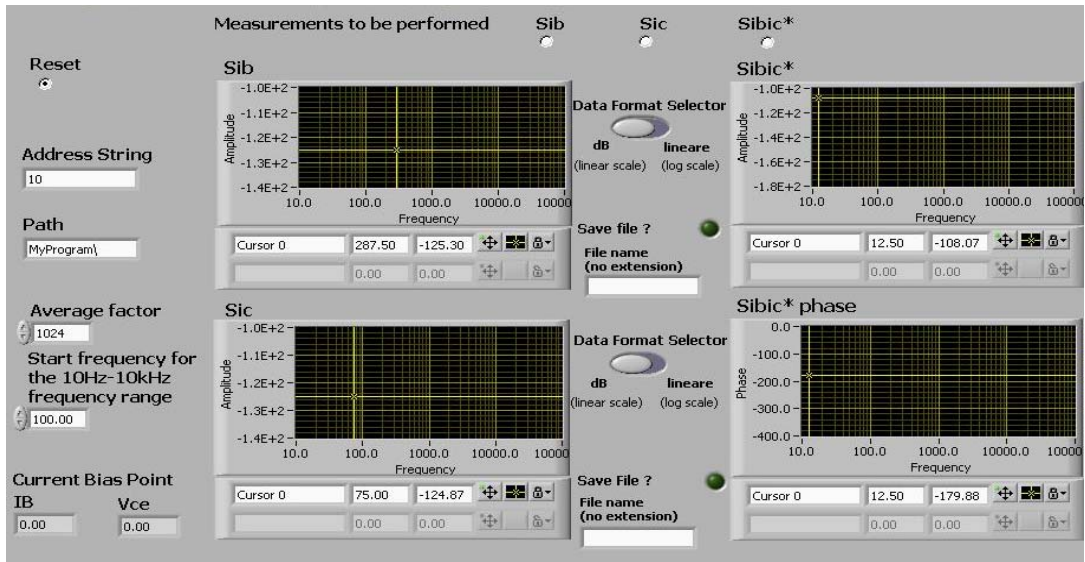 Measurements to be performed Sib Sic Sibic*
Reset
Address String
10
Path
MyProgram\
Average factor
1024
Start frequency for
the 10Hz-10kHz
frequency range
100.00
Current Bias Point
IB Vce
0.00 0.00
Sib
Amplitude
-1.0E+2
-1.1E+2
-1.2E+2
-1.3E+2
-1.4E+2
10.0 100.0 1000.0 10000.0 10000
Frequency
Cursor 0 287.50 -125.30
0.00 0.00
Sic
Amplitude
-1.0E+2
-1.1E+2
-1.2E+2
-1.3E+2
-1.4E+2
10.0 100.0 1000.0 10000.0 10000
Frequency
Cursor 0 75.00 -124.87
0.00 0.00
Data Format Selector
dB lineare
(linear scale) (log scale)
Save file ?
File name
(no extension)
Data Format Selector
dB lineare
(linear scale) (log scale)
Save File ?
File name
(no extension)
Sibic*
Amplitude
-1.0E+2
-1.2E+2
-1.4E+2
-1.6E+2
-1.8E+2
10.0 100.0 1000.0 10000.0 100000
Frequency
Cursor 0 12.50 -108.07
0.00 0.00
Sibic* phase
Phase
0.0
-100.0
-200.0
-300.0
-400.0
10.0 100.0 1000.0 10000.0 10000
Frequency
Cursor 0 12.50 -179.88
0.00 0.00